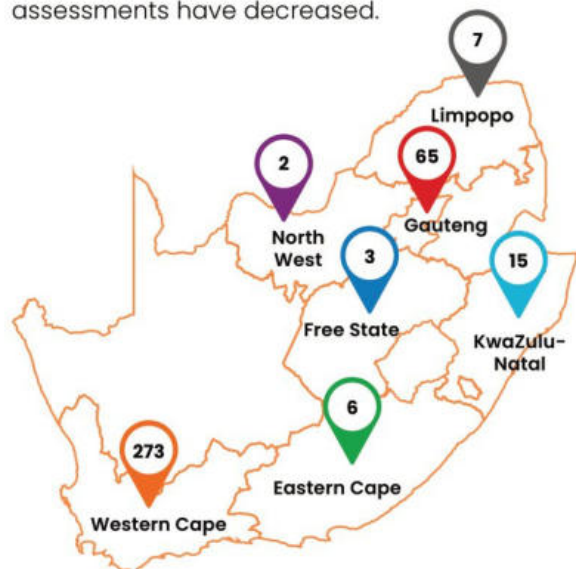 assessments have decreased.
7
Limpopo
65
Gauteng
2
North
West
3
Free State
15
KwaZulu-
Natal
6
Eastern Cape
273
Western Cape